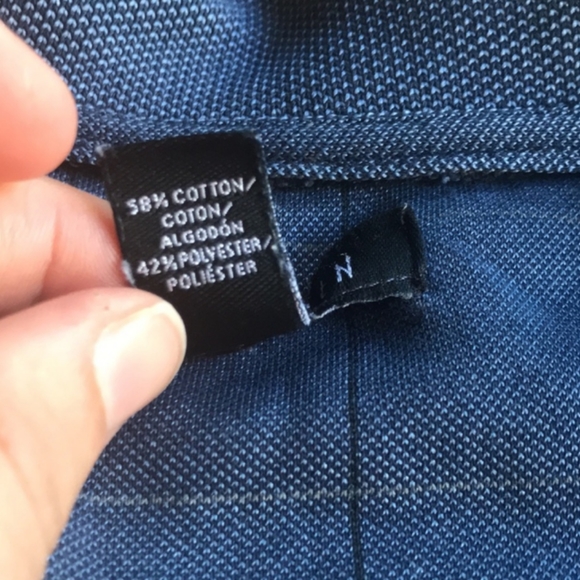 58% COTTON/
COTON/
ALGODÓN
42% POLYESTER/
POLIÉSTER